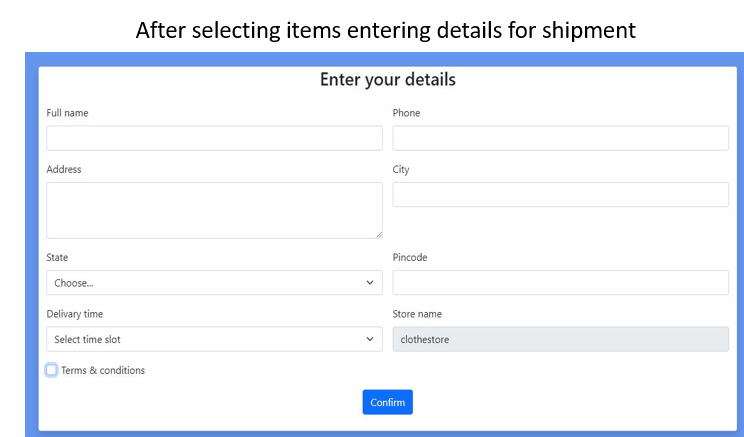 After selecting items entering details for shipment
Enter your details
Full name
Phone
Address
City
State
Pincode
Choose...
Delivary time
Store name
Select time slot
clothestore
Terms & conditions
Confirm